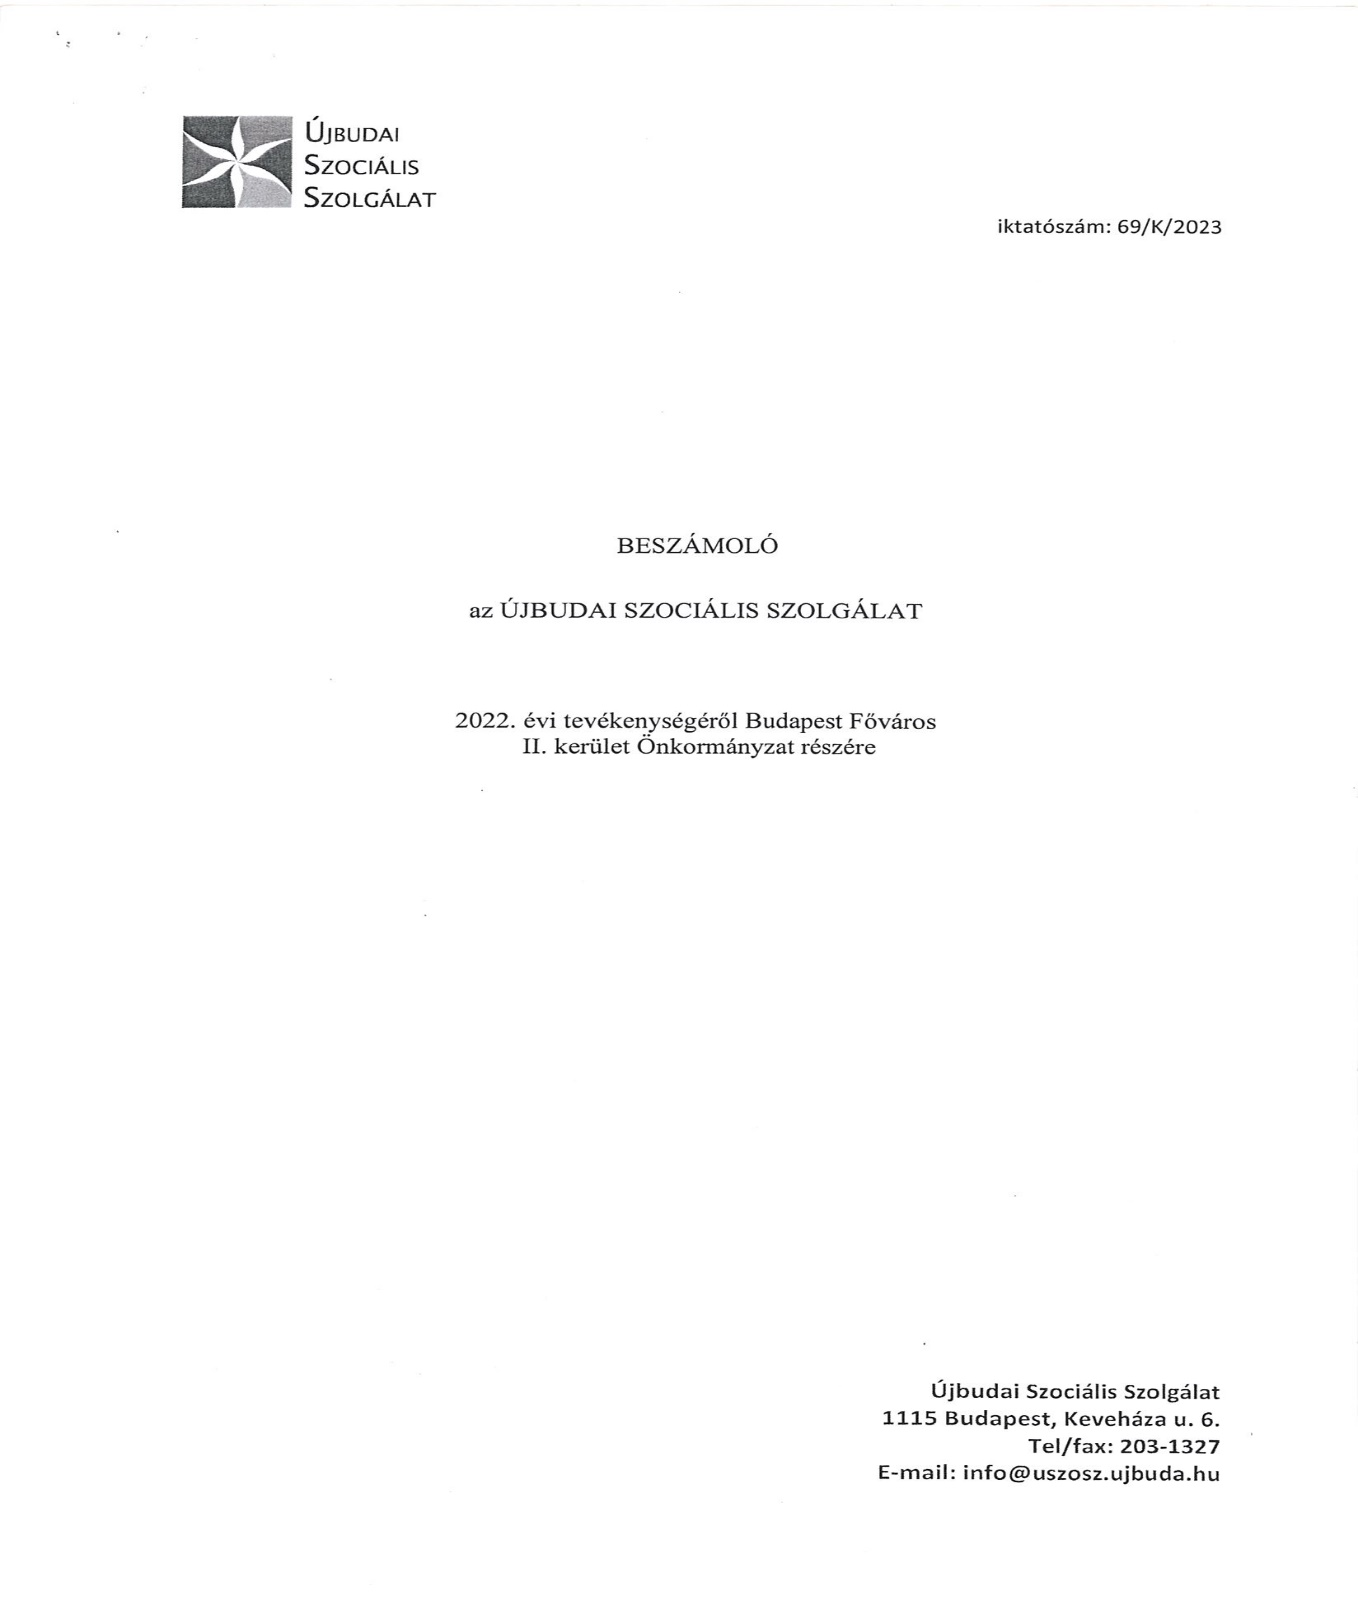 ÚJBUDAI
SZOCIÁLIS
SZOLGÁLAT
iktatószám: 69/K/2023
BESZÁMOLÓ
az ÚJBUDAI SZOCIÁLIS SZOLGÁLAT
2022. évi tevékenységéről Budapest Főváros
II. kerület Önkormányzat részére
Újbudai Szociális Szolgálat
1115 Budapest, Keveháza u. 6.
Tel/fax: 203-1327
E-mail: info@uszosz.ujbuda.hu